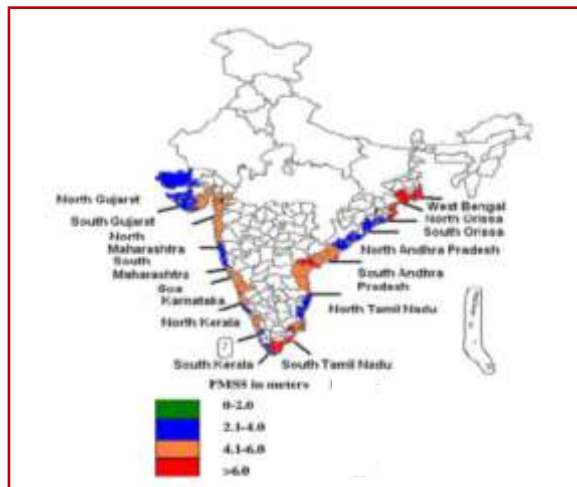 North Gujarat
South Gujarat
North
Maharashtra
South
Maharashtra
Goa
Karnataka
North Kerala
South Kerala
South Tamil Nadu
West Bengal
North Orissa
South Orissa
North Andhra Pradesh
South Andhra
Pradesh
North Tamil Nadu
PMSS in meters
0-2.0
2.1-4.0
4.1-6.0
>6.0